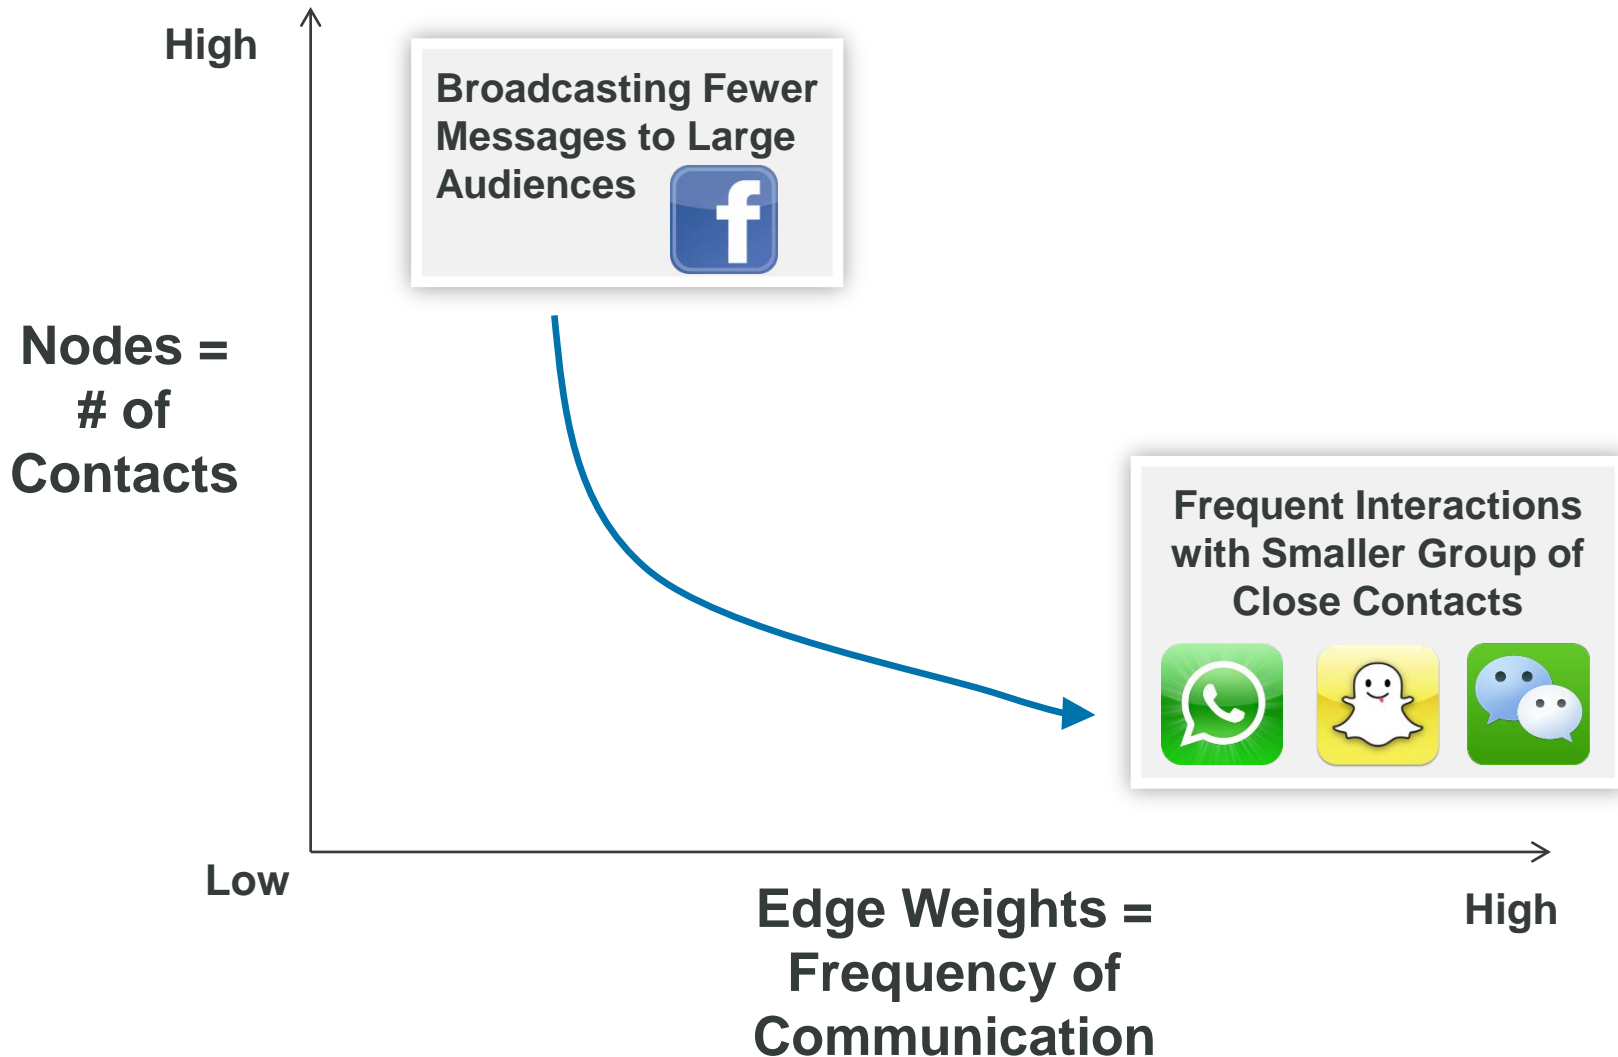 High
Broadcasting Fewer
Messages to Large
Audiences
f
Nodes =
# of
Contacts
Frequent Interactions
with Smaller Group of
Close Contacts
Low
Edge Weights =
Frequency of
Communication
High